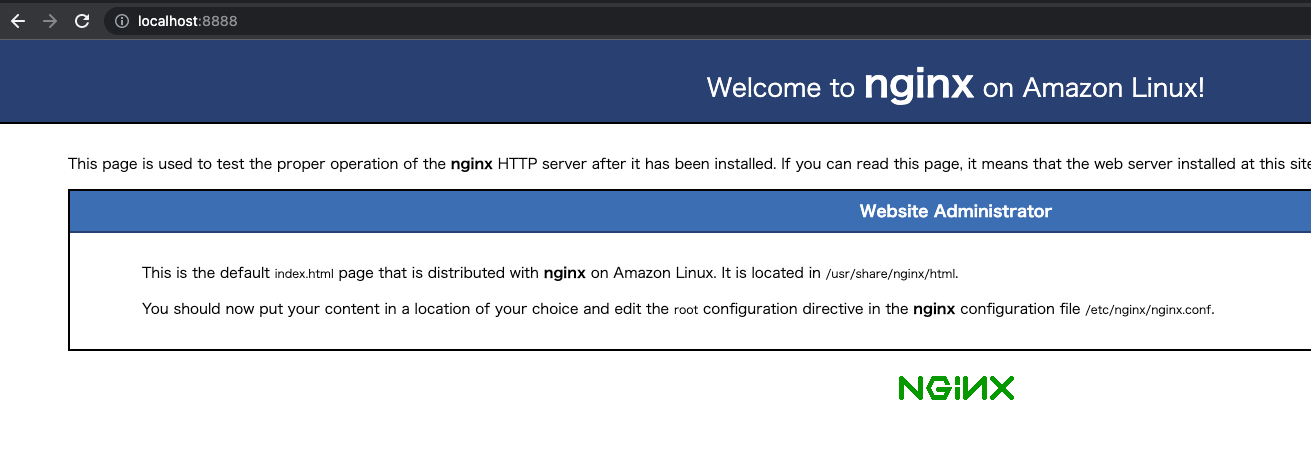 localhost:8888
Welcome to nginx on Amazon Linux!
This page is used to test the proper operation of the nginx HTTP server after it has been installed. If you can read this page, it means that the web server installed at this site
Website Administrator
This is the default index.html page that is distributed with nginx on Amazon Linux. It is located in /usr/share/nginx/html.
You should now put your content in a location of your choice and edit the root configuration directive in the nginx configuration file /etc/nginx/nginx.conf.
NGINX